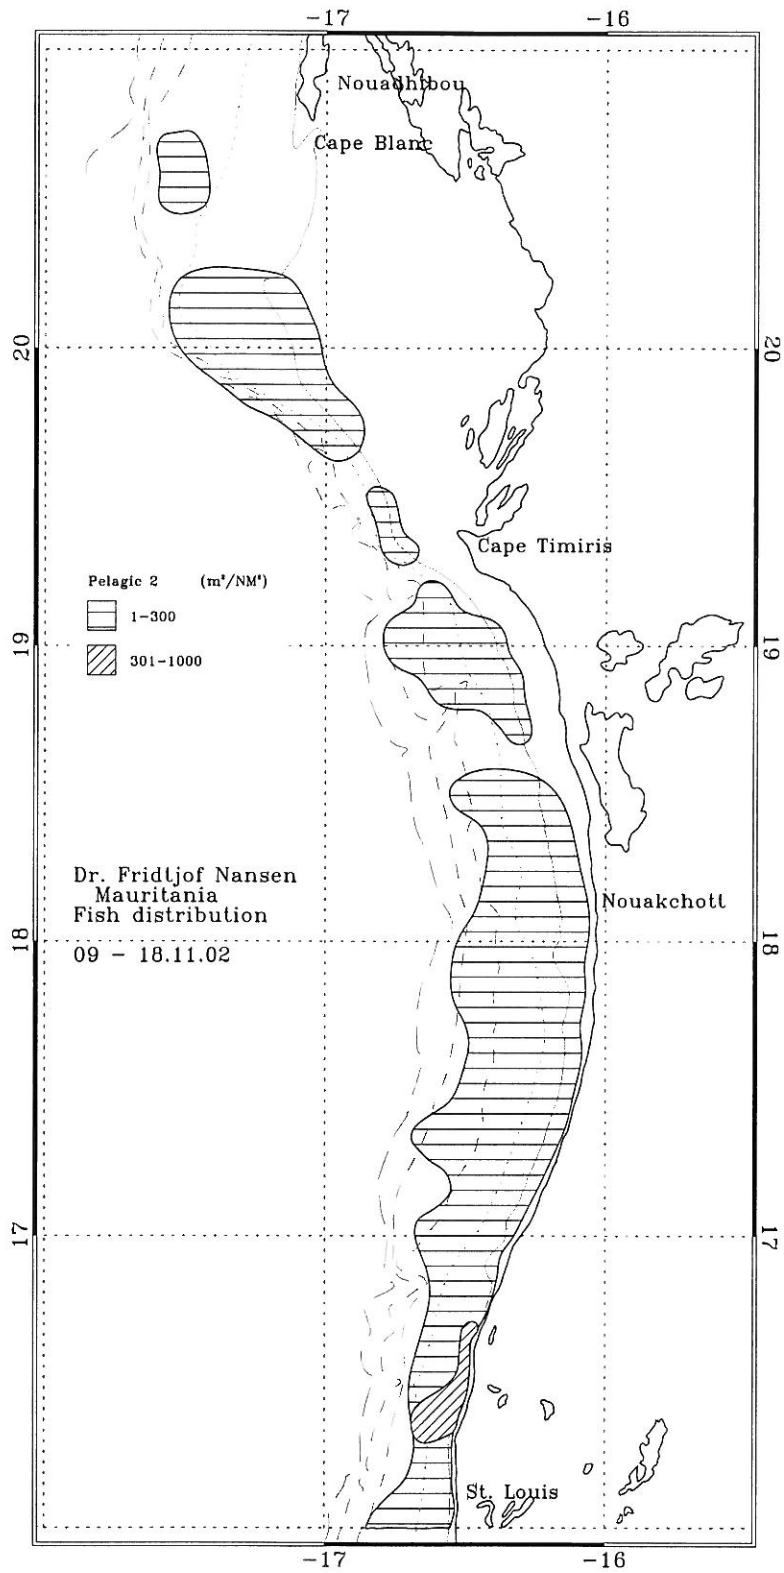 -17 -16
Nouadhibou
Cape Blanc
20 20
Cape Timiris
Pelagic 2 (m²/NM²)
1-300
19 19
301-1000
Dr. Fridtjof Nansen
Mauritania
Fish distribution
Nouakchott
18 18
09 - 18.11.02
17 17
St. Louis
-17 -16